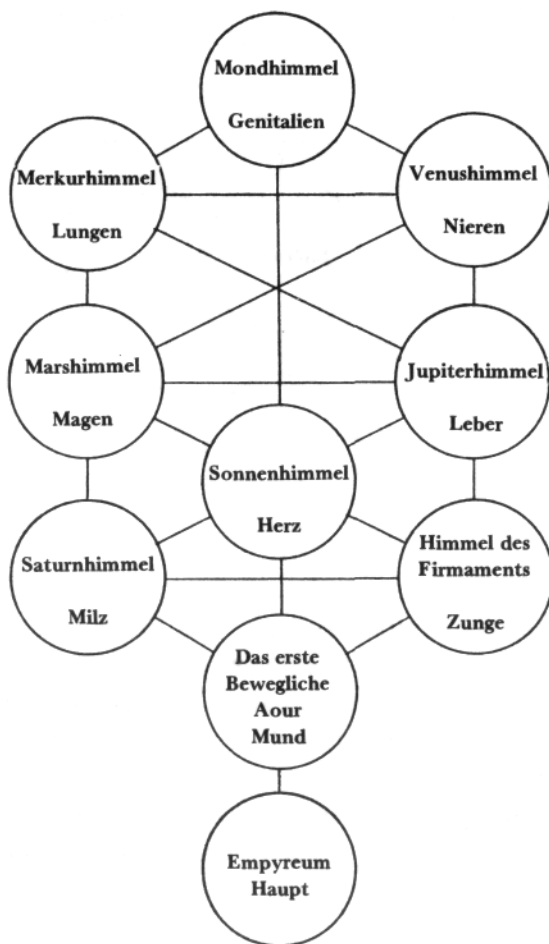 Mondhimmel
Genitalien
Merkurhimmel
Lungen
Venushimmel
Nieren
Marshimmel
Magen
Jupiterhimmel
Leber
Sonnenhimmel
Herz
Saturnhimmel
Milz
Himmel des
Firmaments
Zunge
Das erste
Bewegliche
Aour
Mund
Empyreum
Haupt